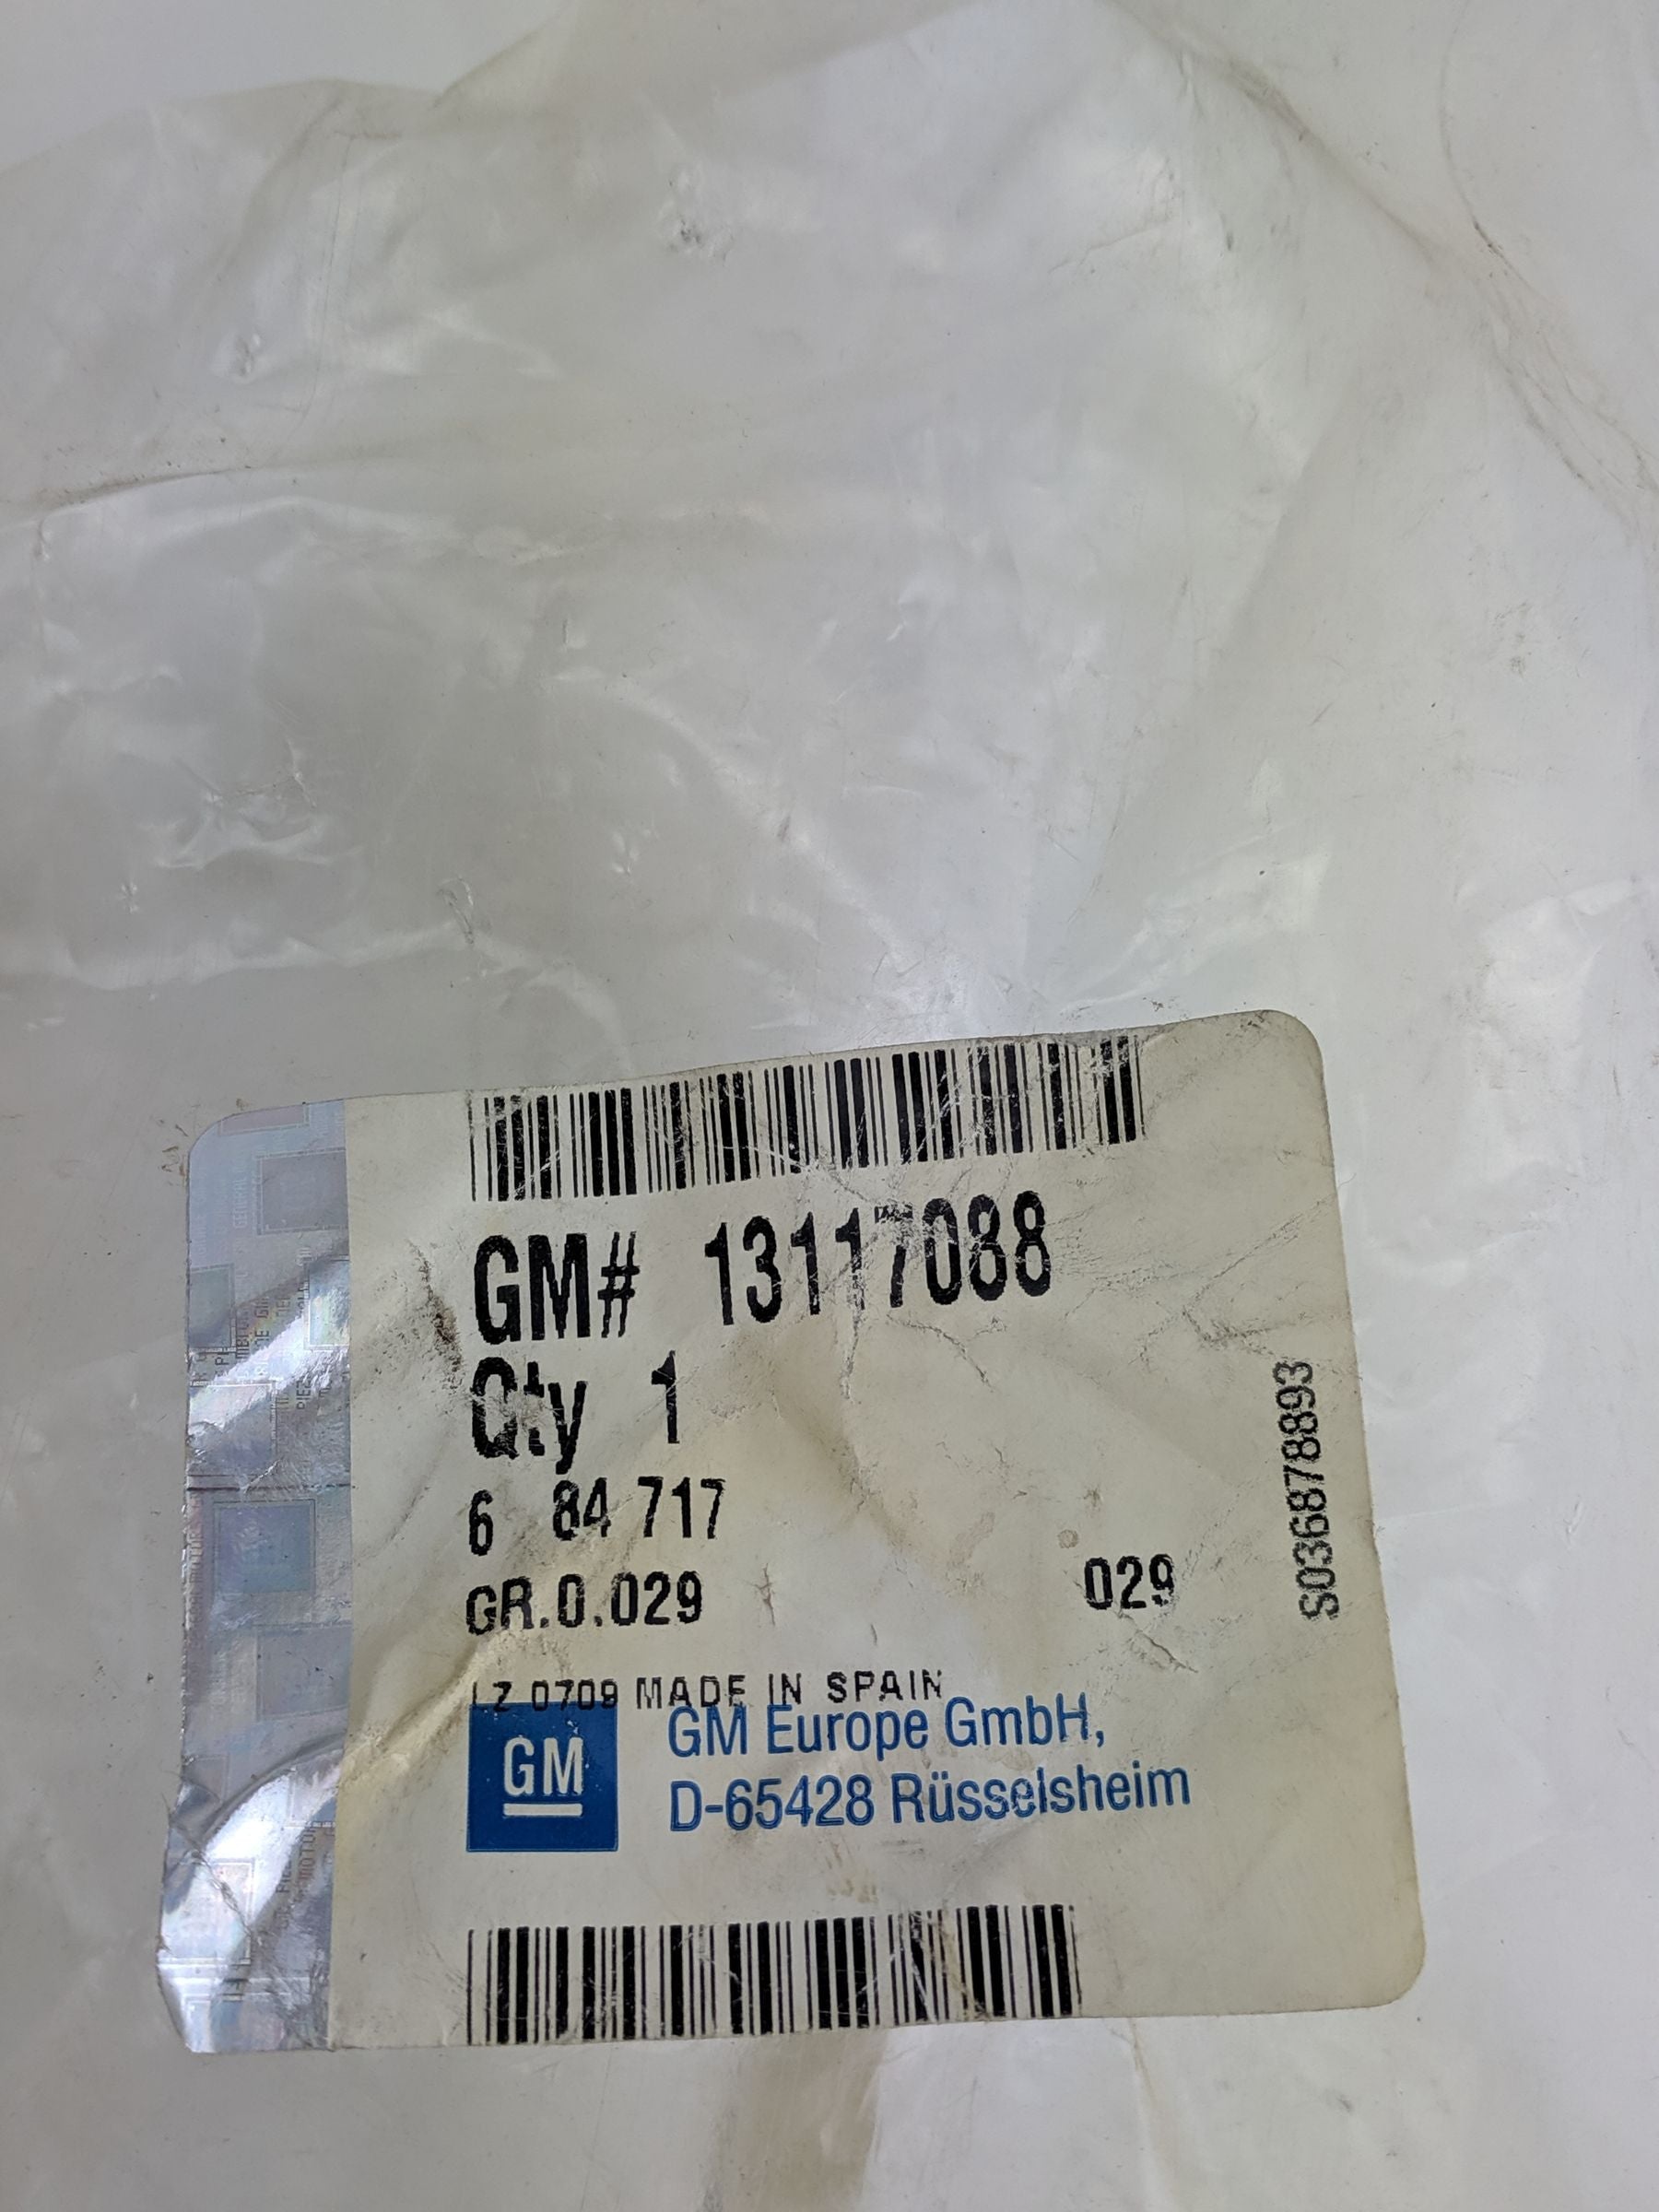 GM# 13117088
Qty 1
6 84 717
GR.0.029 029
S0368788893
LZ 0709 MADE IN SPAIN
GM
GM Europe GmbH,
D-65428 Rüsselsheim